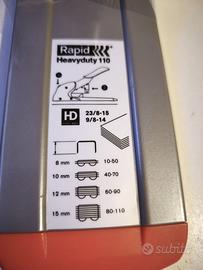 Rapid
Heavyduty 110
HD
23/8-15
9/8-14
8 mm 10-50
10 mm 40-70
12 mm 60-90
15 mm 80-110
subito